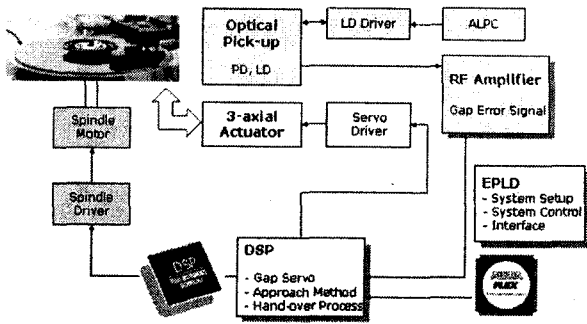 Optical
Pick-up
PD, LD
LD Driver
ALPC
RF Amplifier
Gap Error Signal
3-axial
Actuator
Servo
Driver
Spindle
Motor
Spindle
Driver
EPLD
- System Setup
- System Control
- Interface
DSP
DSP
- Gap Servo
- Approach Method
- Hand-over Process
FLEX